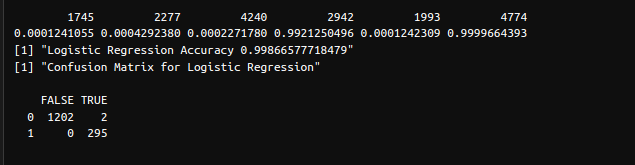 1745 2277 4240 2942 1993 4774
0.0001241055 0.0004292380 0.0002271780 0.9921250496 0.0001242309 0.9999664393
[1] "Logistic Regression Accuracy 0.99866577718479"
[1] "Confusion Matrix for Logistic Regression"
FALSE TRUE
0 1202 2
1 0 295